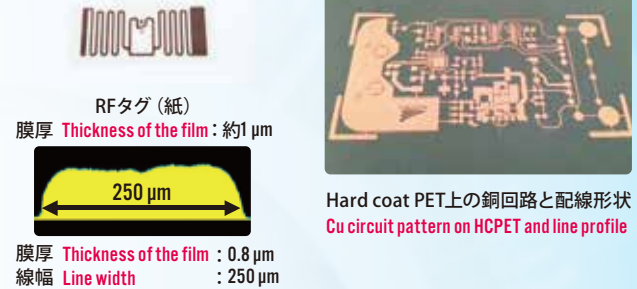 RFタグ（紙）
膜厚 Thickness of the film：約1 µm
250 µm
膜厚 Thickness of the film：0.8 µm
線幅 Line width：250 µm
Hard coat PET上の銅回路と配線形状
Cu circuit pattern on HCPET and line profile